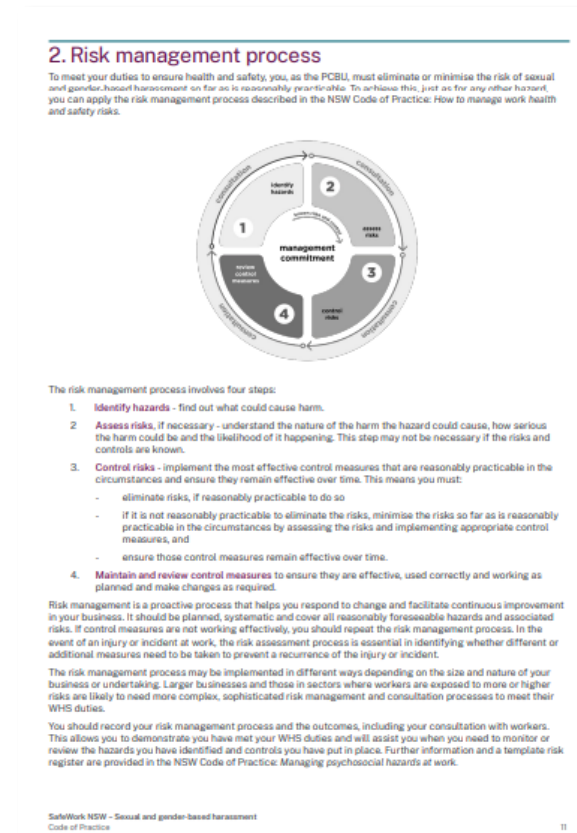 2. Risk management process
To meet your duties to ensure health and safety, you, as the PCBU, must eliminate or minimise the risk of sexual
and gender-based harassment so far as is reasonably practicable. To achieve this, just as for any other hazard,
you can apply the risk management process described in the NSW Code of Practice: How to manage work health
and safety risks.
consultation
consultation
identify
hazards
2
1
assess
risks
management
commitment
review
control
measures
3
4
control
risks
consultation
consultation
The risk management process involves four steps:
1. Identify hazards - find out what could cause harm.
2 Assess risks, if necessary - understand the nature of the harm the hazard could cause, how serious
the harm could be and the likelihood of it happening. This step may not be necessary if the risks and
controls are known.
3. Control risks - implement the most effective control measures that are reasonably practicable in the
circumstances and ensure they remain effective over time. This means you must:
- eliminate risks, if reasonably practicable to do so
- if it is not reasonably practicable to eliminate the risks, minimise the risks so far as is reasonably
practicable in the circumstances by assessing the risks and implementing appropriate control
measures, and
- ensure those control measures remain effective over time.
4. Maintain and review control measures to ensure they are effective, used correctly and working as
planned and make changes as required.
Risk management is a proactive process that helps you respond to change and facilitate continuous improvement
in your business. It should be planned, systematic and cover all reasonably foreseeable hazards and associated
risks. If control measures are not working effectively, you should repeat the risk management process. In the
event of an injury or incident at work, the risk assessment process is essential in identifying whether different or
additional measures need to be taken to prevent a recurrence of the injury or incident.
The risk management process may be implemented in different ways depending on the size and nature of your
business or undertaking. Larger businesses and those in sectors where workers are exposed to more or higher
risks are likely to need more complex, sophisticated risk management and consultation processes to meet their
WHS duties.
You should record your risk management process and the outcomes, including your consultation with workers.
This allows you to demonstrate you have met your WHS duties and will assist you when you need to monitor or
review the hazards you have identified and controls you have put in place. Further information and a template risk
register are provided in the NSW Code of Practice: Managing psychosocial hazards at work.
SafeWork NSW – Sexual and gender-based harassment
Code of Practice
11